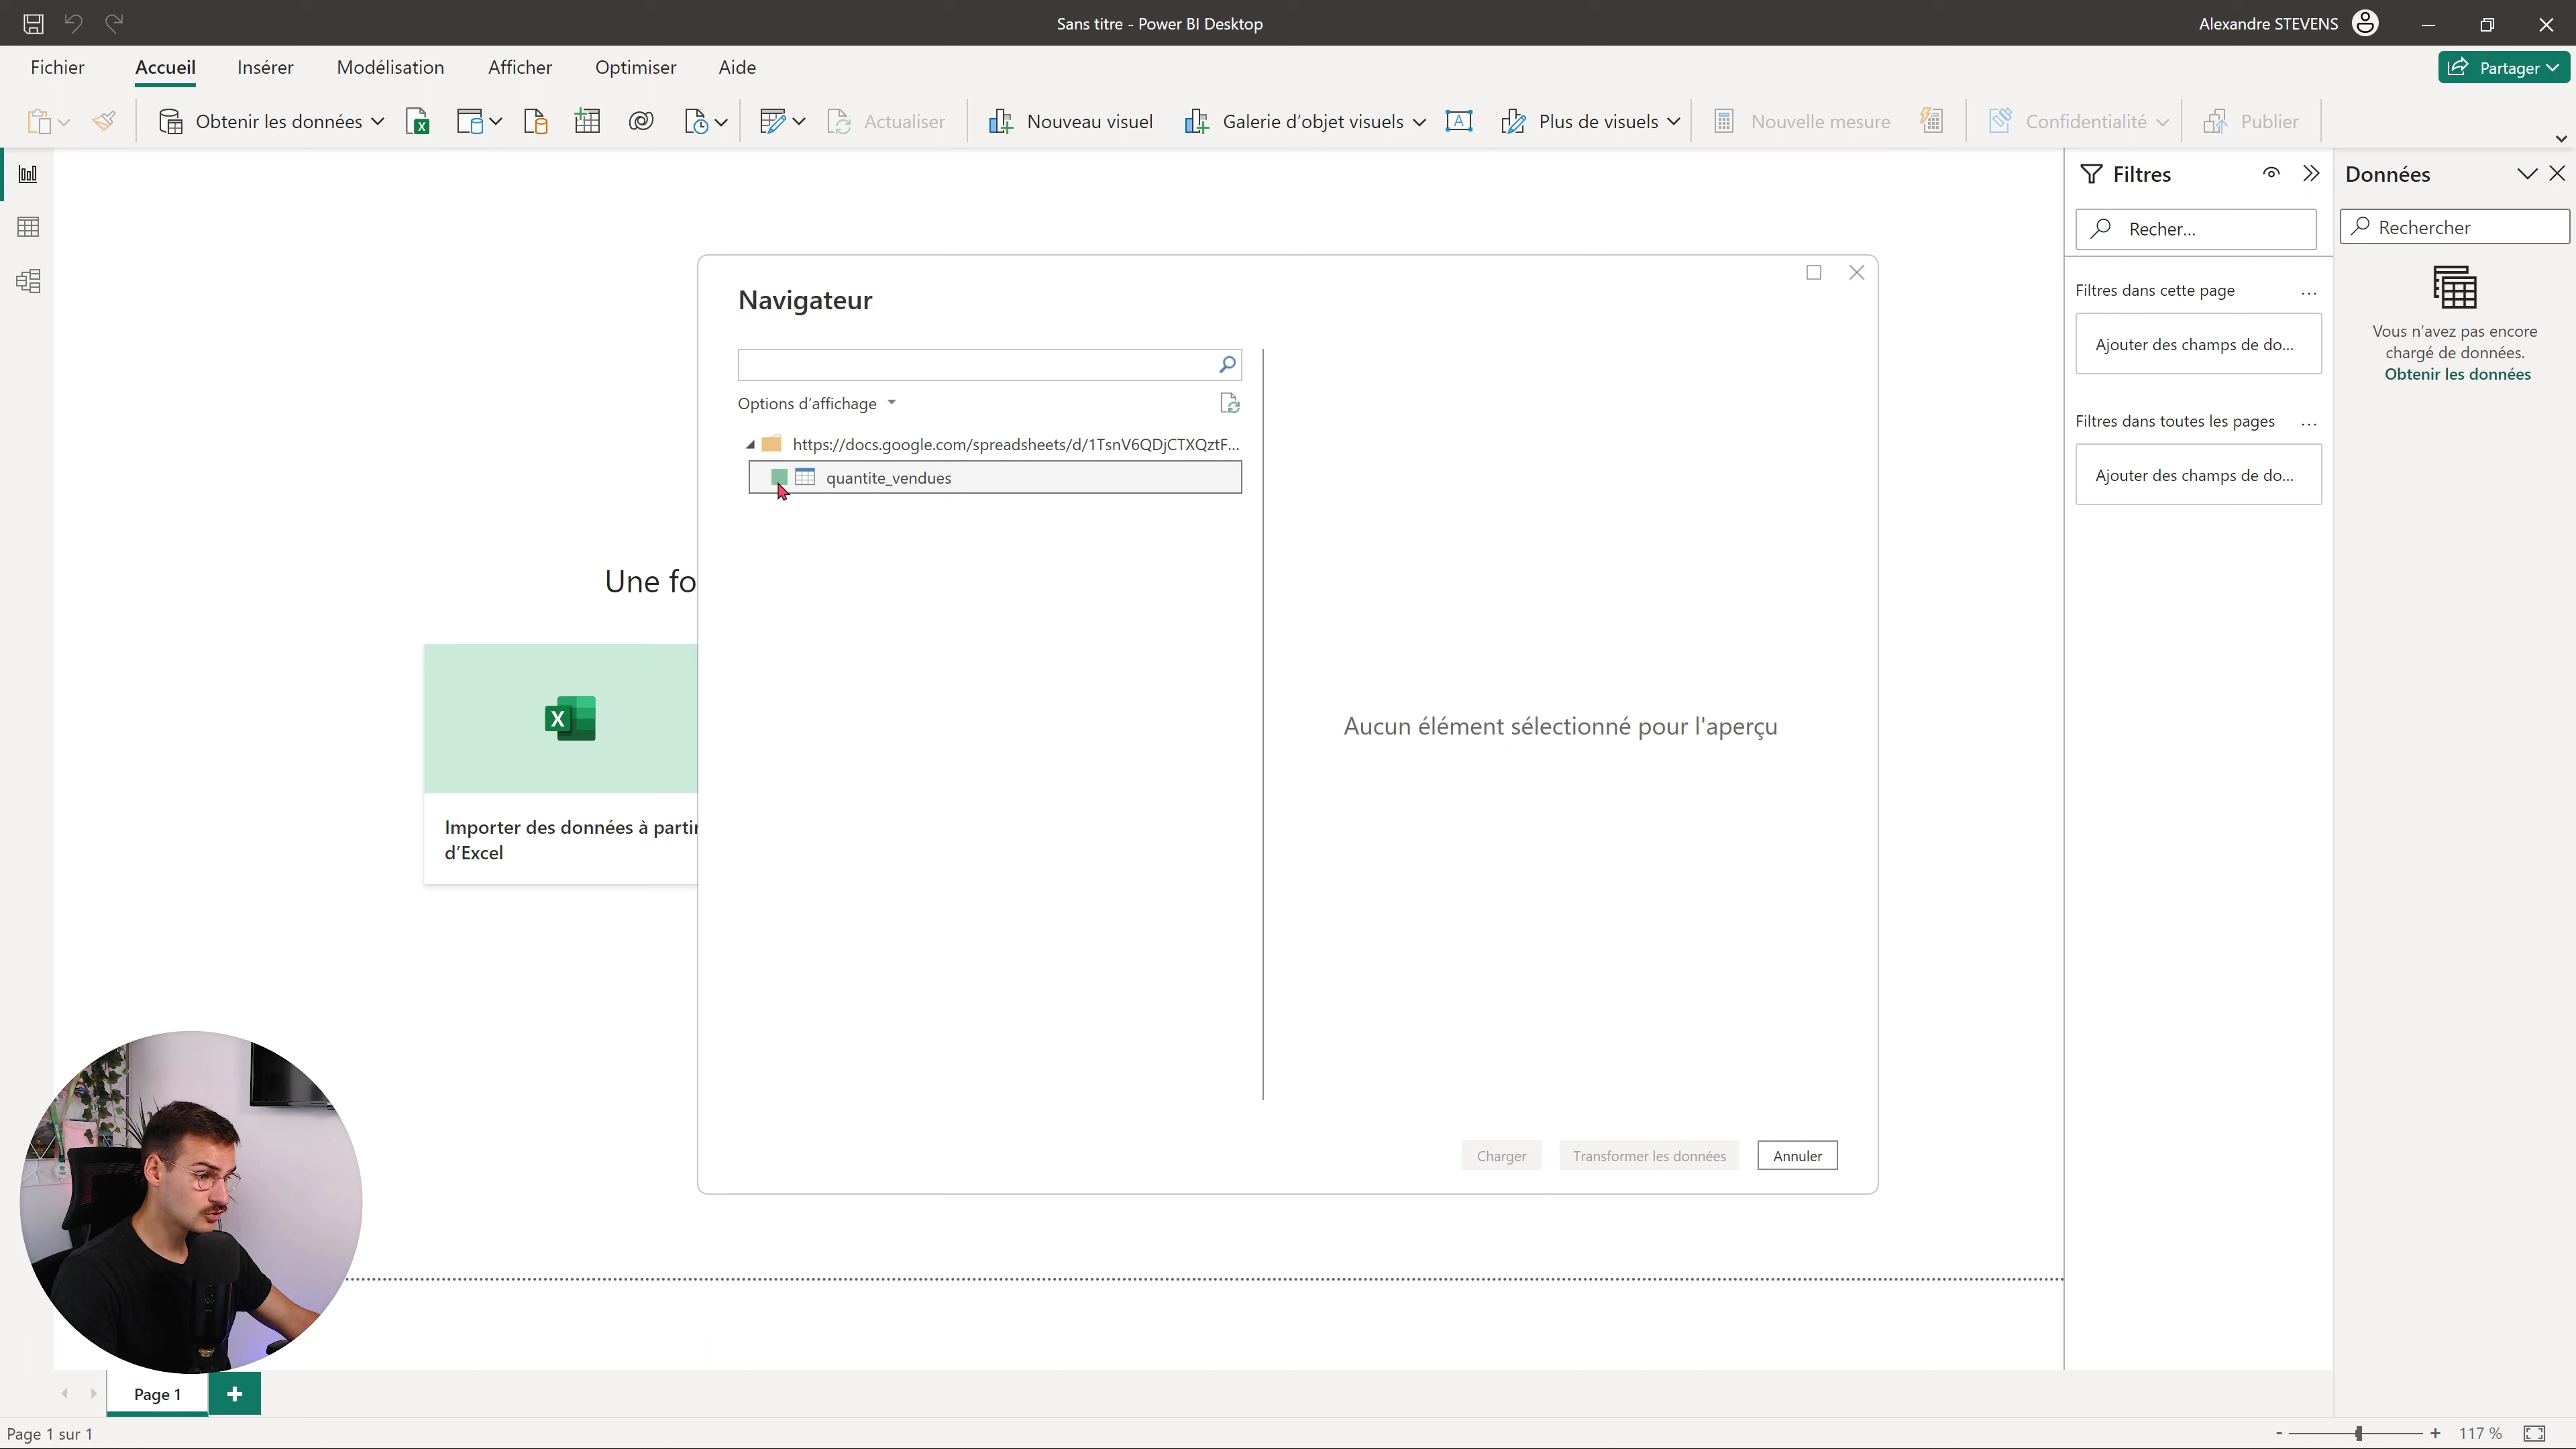 Sans titre - Power BI Desktop
Alexandre STEVENS
Fichier
Accueil
Insérer
Modélisation
Afficher
Optimiser
Aide
Partager
Obtenir les données
Actualiser
Nouveau visuel
Galerie d’objet visuels
Plus de visuels
Nouvelle mesure
Confidentialité
Publier
Filtres
Recher...
Filtres dans cette page
...
Ajouter des champs de do...
Filtres dans toutes les pages
...
Ajouter des champs de do...
Données
Rechercher
Vous n’avez pas encore
chargé de données.
Obtenir les données
Navigateur
Options d’affichage
https://docs.google.com/spreadsheets/d/1TsnV6QDjCTXQztF...
quantite_vendues
Aucun élément sélectionné pour l'aperçu
Charger
Transformer les données
Annuler
Une fo
X
Importer des données à partir
d’Excel
Page 1
+
Page 1 sur 1
- + 117 %